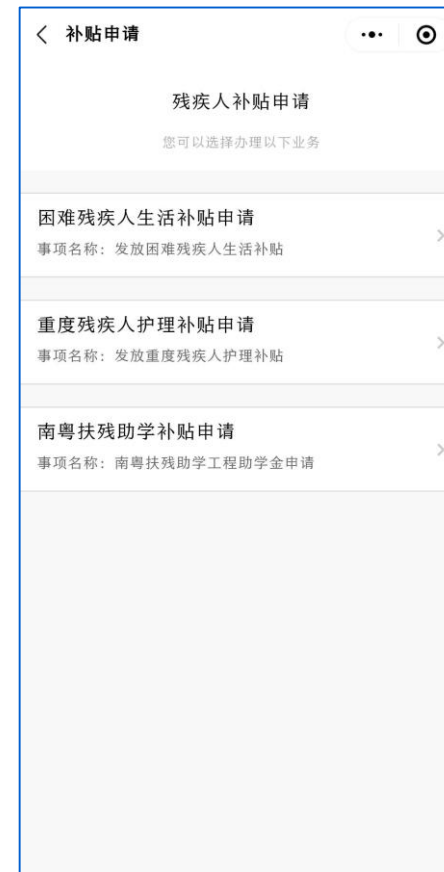 补贴申请
残疾人补贴申请
您可以选择办理以下业务
困难残疾人生活补贴申请
事项名称：发放困难残疾人生活补贴
重度残疾人护理补贴申请
事项名称：发放重度残疾人护理补贴
南粤扶残助学补贴申请
事项名称：南粤扶残助学工程助学金申请